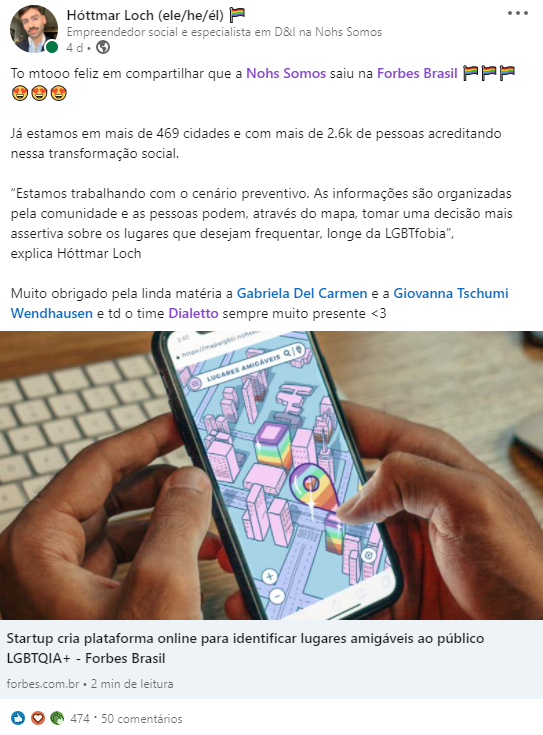 Hóttmar Loch (ele/he/él) 🏳️‍🌈
Empreendedor social e especialista em D&I na Nohs Somos
4 d •
To mtooo feliz em compartilhar que a Nohs Somos saiu na Forbes Brasil 🏳️‍🌈🏳️‍🌈🏳️‍🌈
🤩🤩🤩
Já estamos em mais de 469 cidades e com mais de 2.6k de pessoas acreditando
nessa transformação social.
“Estamos trabalhando com o cenário preventivo. As informações são organizadas
pela comunidade e as pessoas podem, através do mapa, tomar uma decisão mais
assertiva sobre os lugares que desejam frequentar, longe da LGBTfobia”,
explica Hóttmar Loch
Muito obrigado pela linda matéria a Gabriela Del Carmen e a Giovanna Tschumi
Wendhausen e td o time Dialetto sempre muito presente <3
3:40
LUGARES AMIGÁVEIS
Startup cria plataforma online para identificar lugares amigáveis ao público
LGBTQIA+ - Forbes Brasil
forbes.com.br • 2 min de leitura
474 · 50 comentários